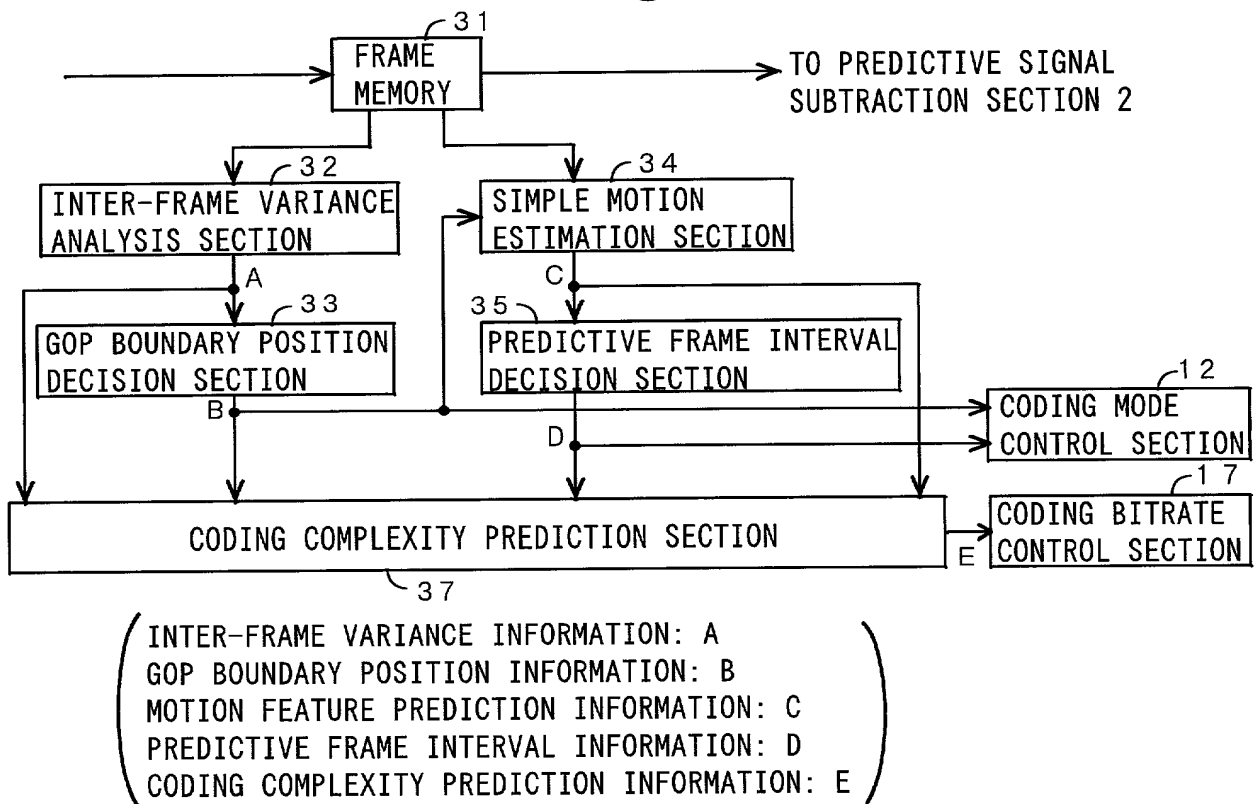 31
FRAME
MEMORY
TO PREDICTIVE SIGNAL
SUBTRACTION SECTION 2
32
INTER-FRAME VARIANCE
ANALYSIS SECTION
34
SIMPLE MOTION
ESTIMATION SECTION
A
C
33
GOP BOUNDARY POSITION
DECISION SECTION
35
PREDICTIVE FRAME INTERVAL
DECISION SECTION
B
D
12
CODING MODE
CONTROL SECTION
CODING COMPLEXITY PREDICTION SECTION
37
E
17
CODING BITRATE
CONTROL SECTION
INTER-FRAME VARIANCE INFORMATION: A
GOP BOUNDARY POSITION INFORMATION: B
MOTION FEATURE PREDICTION INFORMATION: C
PREDICTIVE FRAME INTERVAL INFORMATION: D
CODING COMPLEXITY PREDICTION INFORMATION: E